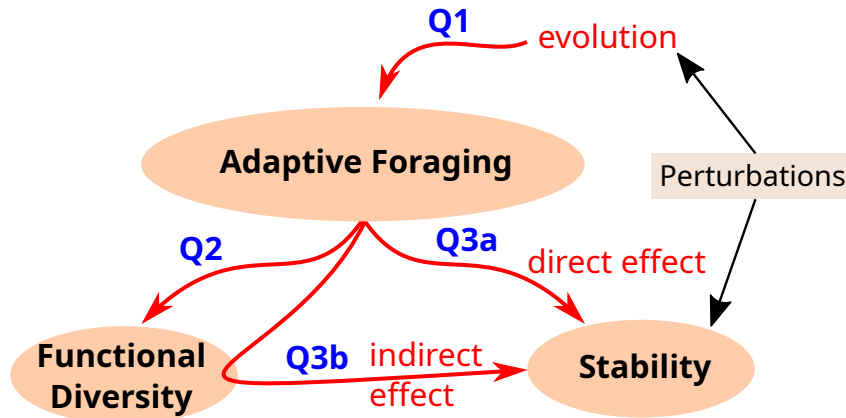 Q1
evolution
Adaptive Foraging
Perturbations
Q2
Q3a
direct effect
Functional
Diversity
Q3b
indirect
effect
Stability